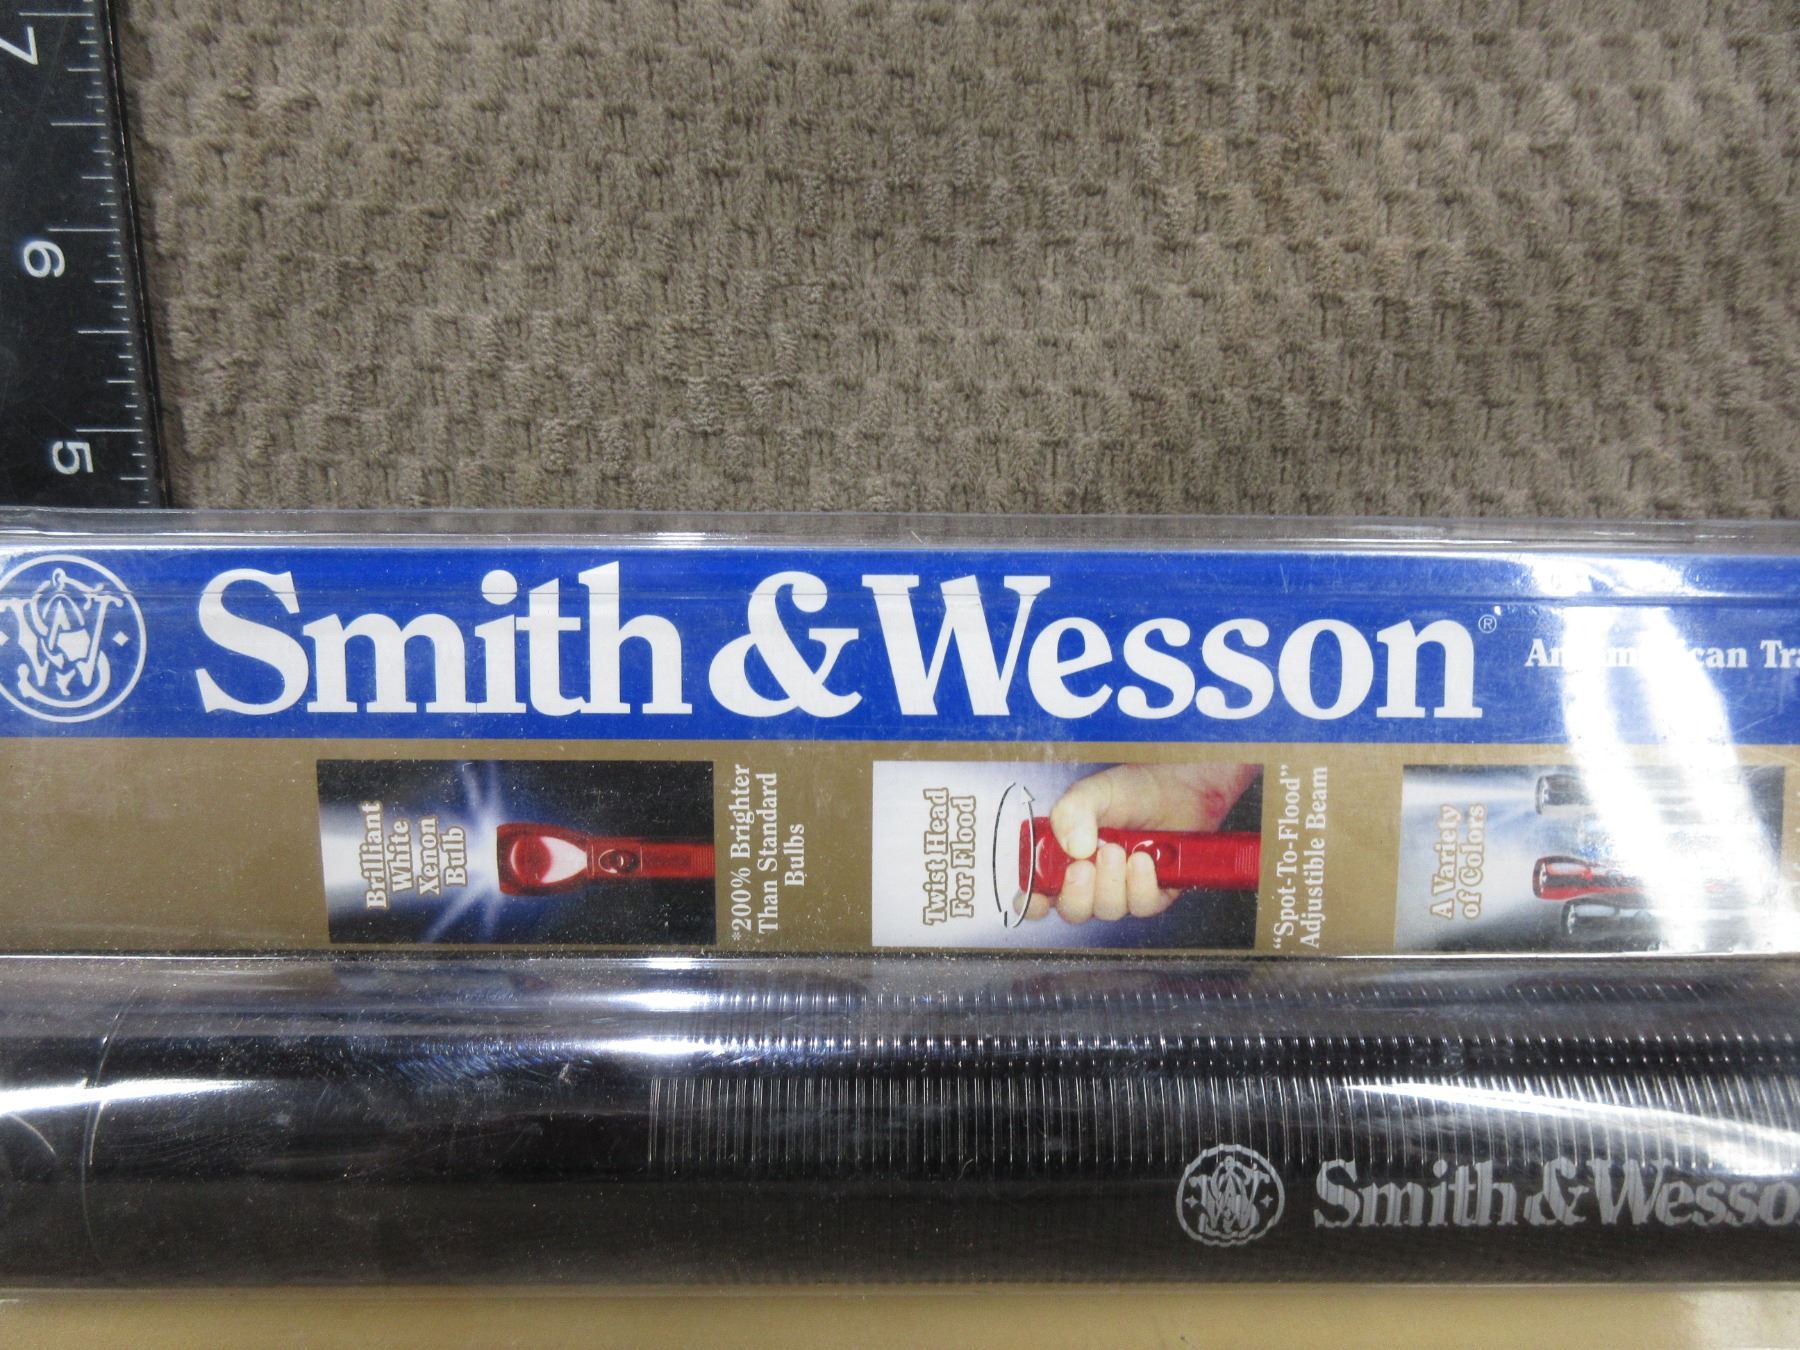 7
6
5
Smith & Wesson®
Brilliant
White
Xenon
Bulb
*200% Brighter
Than Standard
Bulbs
Twist Head
For Flood
"Spot-To-Flood"
Adjustible Beam
A Variety
of Colors
Smith & Wesso